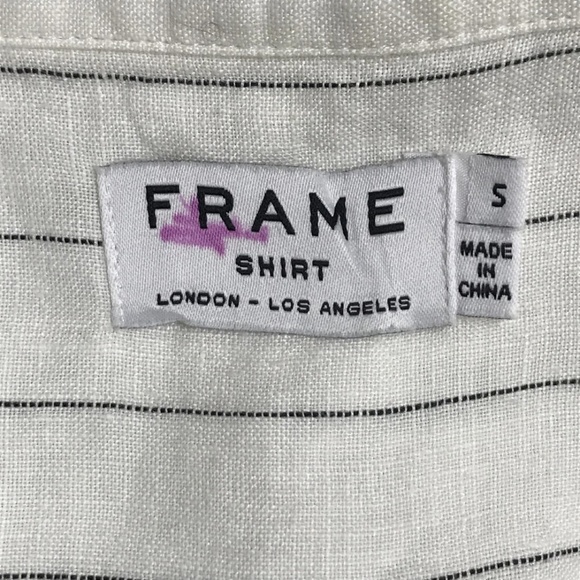 FRAME
SHIRT
LONDON - LOS ANGELES
S
MADE
IN
CHINA